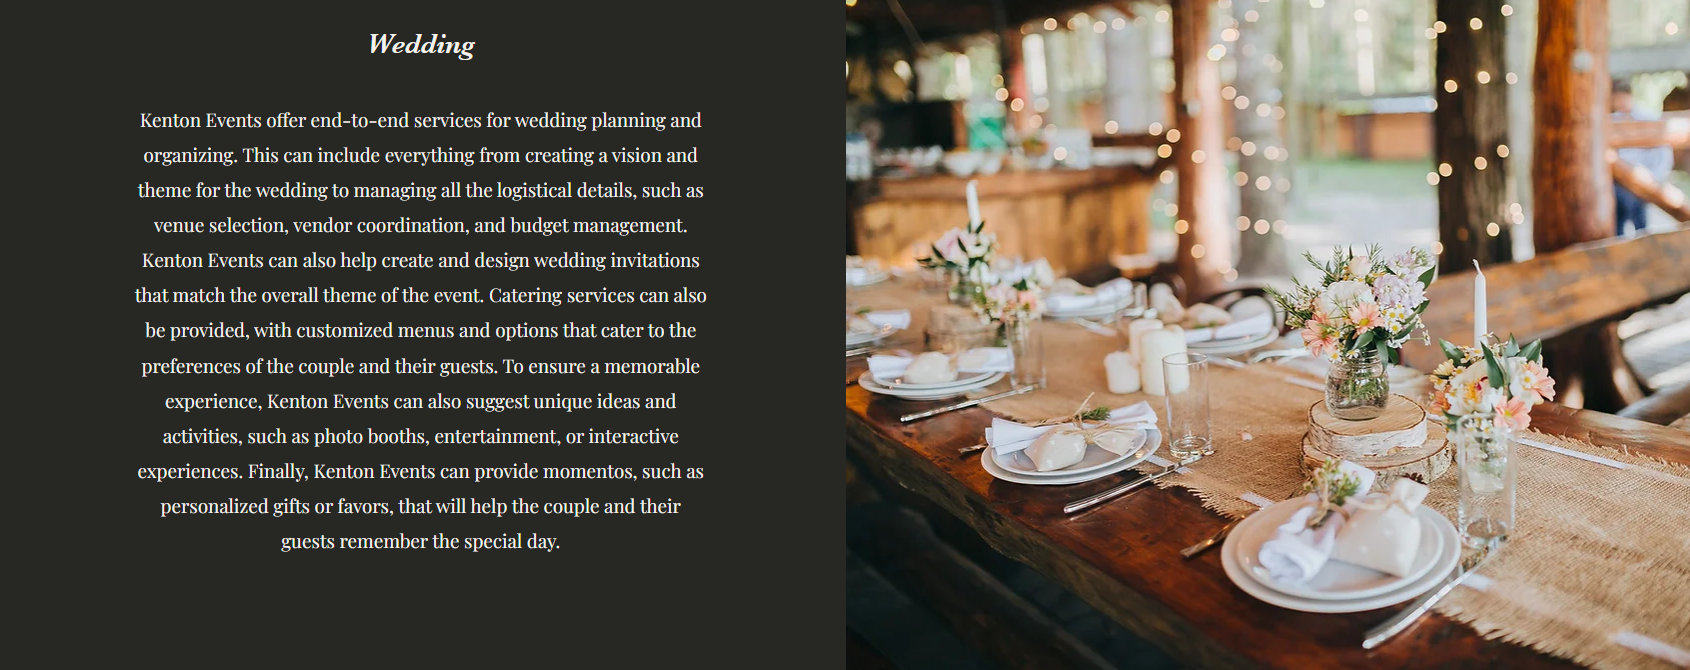 Wedding
Kenton Events offer end-to-end services for wedding planning and
organizing. This can include everything from creating a vision and
theme for the wedding to managing all the logistical details, such as
venue selection, vendor coordination, and budget management.
Kenton Events can also help create and design wedding invitations
that match the overall theme of the event. Catering services can also
be provided, with customized menus and options that cater to the
preferences of the couple and their guests. To ensure a memorable
experience, Kenton Events can also suggest unique ideas and
activities, such as photo booths, entertainment, or interactive
experiences. Finally, Kenton Events can provide momentos, such as
personalized gifts or favors, that will help the couple and their
guests remember the special day.